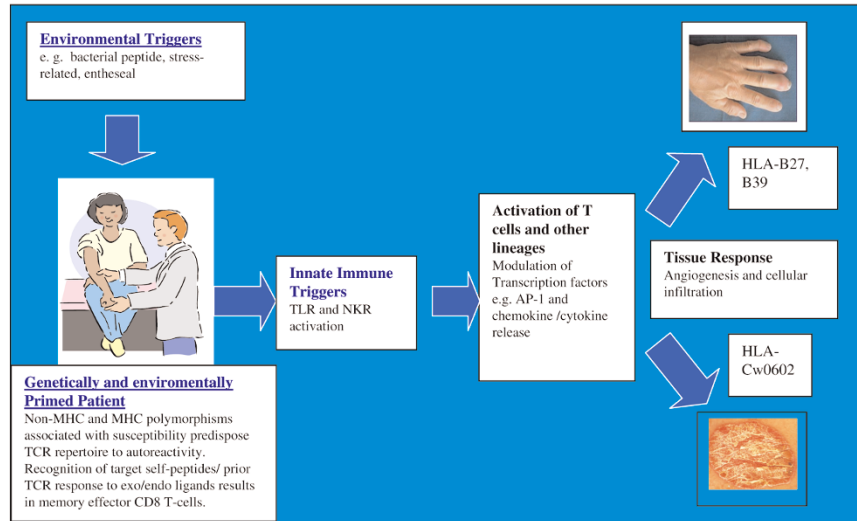 Environmental Triggers
e. g. bacterial peptide, stress-
related, entheseal
Genetically and enviromentally
Primed Patient
Non-MHC and MHC polymorphisms
associated with susceptibility predispose
TCR repertoire to autoreactivity.
Recognition of target self-peptides/ prior
TCR response to exo/endo ligands results
in memory effector CD8 T-cells.
Innate Immune
Triggers
TLR and NKR
activation
Activation of T
cells and other
lineages
Modulation of
Transcription factors
e.g. AP-1 and
chemokine /cytokine
release
HLA-B27,
B39
Tissue Response
Angiogenesis and cellular
infiltration
HLA-
Cw0602